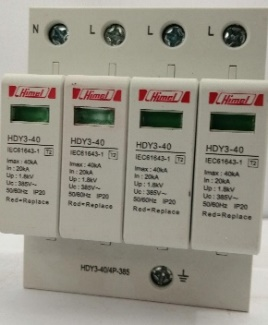 N L L L
Himel Himel Himel Himel
HDY3-40 HDY3-40 HDY3-40 HDY3-40
IEC61643-1 T2 IEC61643-1 T2 IEC61643-1 T2 IEC61643-1 T2
Imax: 40kA Imax: 40kA Imax: 40kA Imax: 40kA
In: 20kA In: 20kA In: 20kA In: 20kA
Up: 1.8kV Up: 1.8kV Up: 1.8kV Up: 1.8kV
Uc: 385V~ Uc: 385V~ Uc: 385V~ Uc: 385V~
50/60Hz IP20 50/60Hz IP20 50/60Hz IP20 50/60Hz IP20
Red=Replace Red=Replace Red=Replace Red=Replace
HDY3-40/4P-385